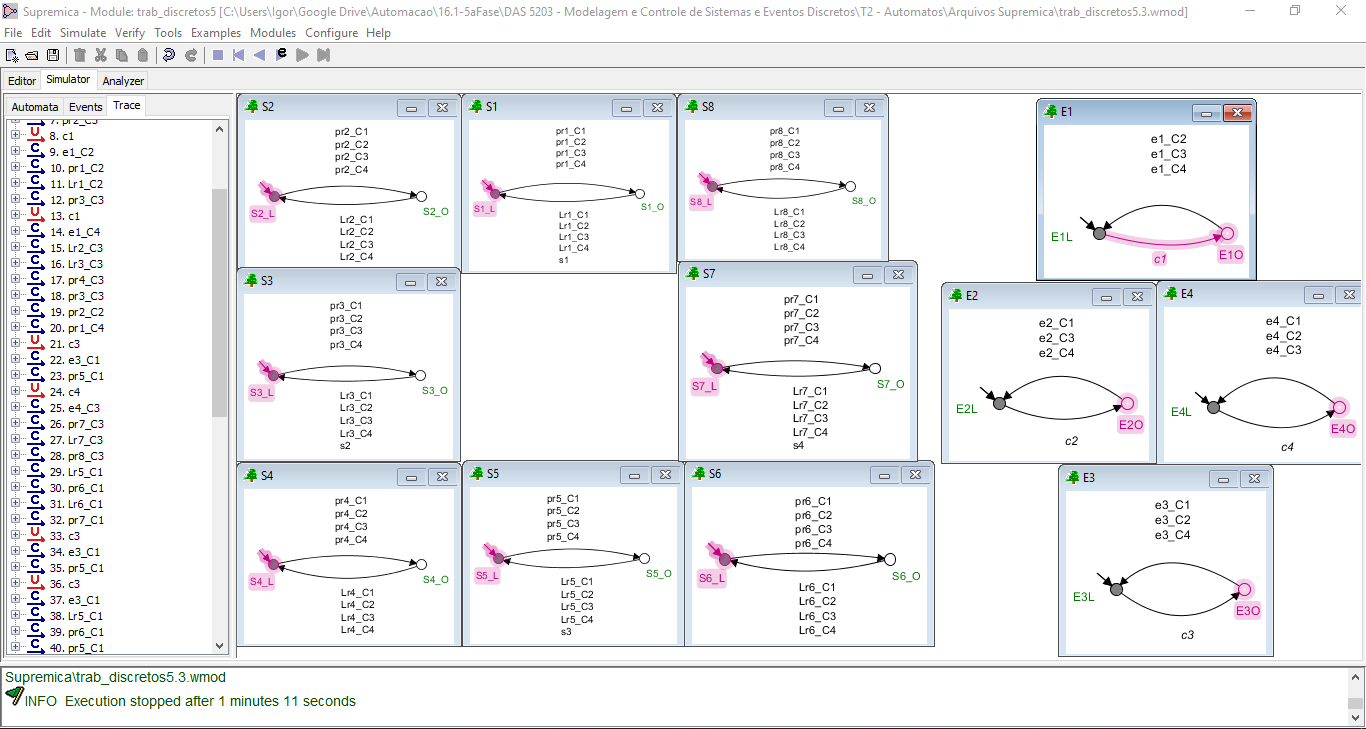 Supremica - Module: trab_discretos5 [C:\Users\Igor\Google Drive\Automacao\16.1-5aFase\DAS 5203 - Modelagem e Controle de Sistemas e Eventos Discretos\T2 - Automatos\Arquivos Supremica\trab_discretos5.3.wmod]
File Edit Simulate Verify Tools Examples Modules Configure Help
Editor Simulator Analyzer
Automata Events Trace
7. pr2_C3
8. c1
9. e1_C2
10. pr1_C2
11. Lr1_C2
12. pr3_C3
13. c1
14. e1_C4
15. Lr2_C3
16. Lr3_C3
17. pr4_C3
18. pr3_C3
19. pr2_C2
20. pr1_C4
21. c3
22. e3_C1
23. pr5_C1
24. c4
25. e4_C3
26. pr7_C3
27. Lr7_C3
28. pr8_C3
29. Lr5_C1
30. pr6_C1
31. Lr6_C1
32. pr7_C1
33. c3
34. e3_C1
35. pr5_C1
36. c3
37. e3_C1
38. Lr5_C1
39. pr6_C1
40. pr5_C1
S2
pr2_C1
pr2_C2
pr2_C3
pr2_C4
S2_L
S2_O
Lr2_C1
Lr2_C2
Lr2_C3
Lr2_C4
S1
pr1_C1
pr1_C2
pr1_C3
pr1_C4
S1_L
S1_O
Lr1_C1
Lr1_C2
Lr1_C3
Lr1_C4
s1
S8
pr8_C1
pr8_C2
pr8_C3
pr8_C4
S8_L
S8_O
Lr8_C1
Lr8_C2
Lr8_C3
Lr8_C4
E1
e1_C2
e1_C3
e1_C4
E1L
E1O
c1
S3
pr3_C1
pr3_C2
pr3_C3
pr3_C4
S3_L
S3_O
Lr3_C1
Lr3_C2
Lr3_C3
Lr3_C4
s2
S7
pr7_C1
pr7_C2
pr7_C3
pr7_C4
S7_L
S7_O
Lr7_C1
Lr7_C2
Lr7_C3
Lr7_C4
s4
E2
e2_C1
e2_C3
e2_C4
E2L
E2O
c2
E4
e4_C1
e4_C2
e4_C3
E4L
E4O
c4
S4
pr4_C1
pr4_C2
pr4_C3
pr4_C4
S4_L
S4_O
Lr4_C1
Lr4_C2
Lr4_C3
Lr4_C4
S5
pr5_C1
pr5_C2
pr5_C3
pr5_C4
S5_L
S5_O
Lr5_C1
Lr5_C2
Lr5_C3
Lr5_C4
s3
S6
pr6_C1
pr6_C2
pr6_C3
pr6_C4
S6_L
S6_O
Lr6_C1
Lr6_C2
Lr6_C3
Lr6_C4
E3
e3_C1
e3_C2
e3_C4
E3L
E3O
c3
Supremica\trab_discretos5.3.wmod
INFO Execution stopped after 1 minutes 11 seconds